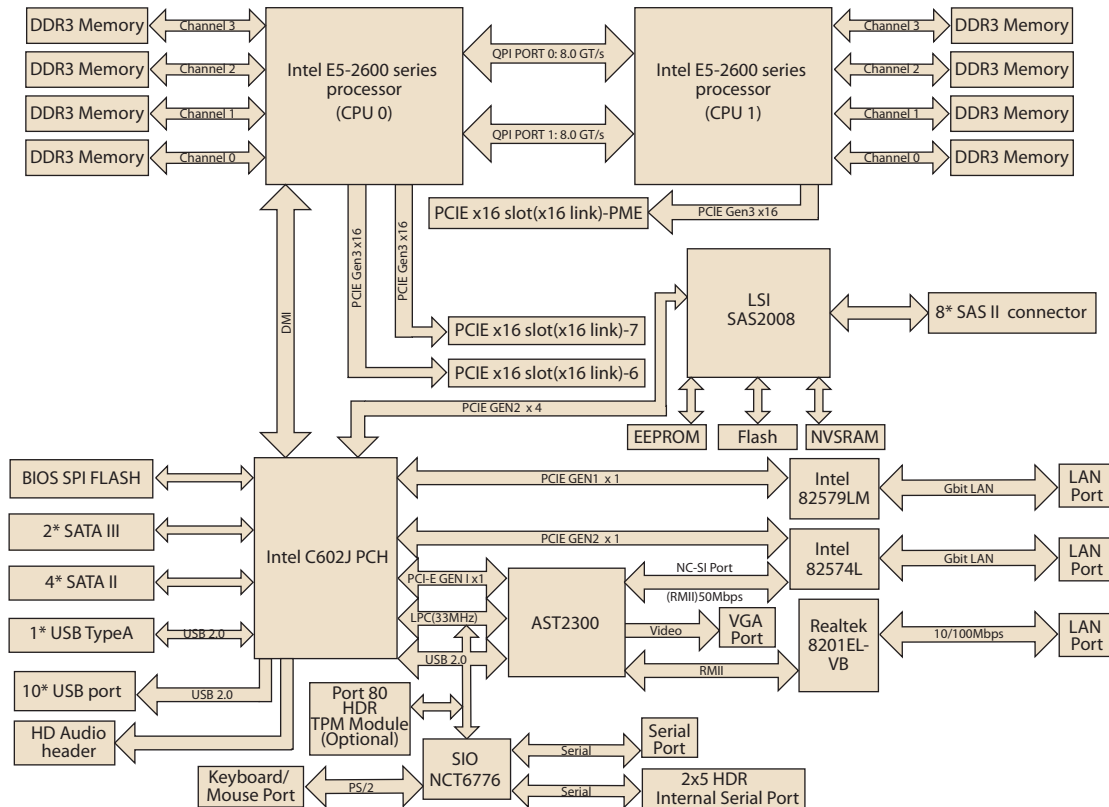 DDR3 Memory
Channel 3
DDR3 Memory
Channel 2
DDR3 Memory
Channel 1
DDR3 Memory
Channel 0
Intel E5-2600 series
processor
(CPU 0)
QPI PORT 0: 8.0 GT/s
QPI PORT 1: 8.0 GT/s
Intel E5-2600 series
processor
(CPU 1)
Channel 3
DDR3 Memory
Channel 2
DDR3 Memory
Channel 1
DDR3 Memory
Channel 0
DDR3 Memory
PCIE x16 slot(x16 link)-PME
PCIE Gen3 x16
DMI
PCIE Gen3 x16
PCIE Gen3 x16
PCIE x16 slot(x16 link)-7
PCIE x16 slot(x16 link)-6
PCIE GEN2 x 4
LSI
SAS2008
8* SAS II connector
EEPROM
Flash
NVSRAM
BIOS SPI FLASH
2* SATA III
4* SATA II
1* USB TypeA
USB 2.0
10* USB port
USB 2.0
HD Audio
header
Intel C602J PCH
PCIE GEN1 x 1
Intel
82579LM
Gbit LAN
LAN
Port
PCIE GEN2 x 1
Intel
82574L
Gbit LAN
LAN
Port
PCI-E GEN I x1
LPC(33MHz)
USB 2.0
AST2300
NC-SI Port
(RMII)50Mbps
Video
VGA
Port
RMII
Realtek
8201EL-
VB
10/100Mbps
LAN
Port
Port 80
HDR
TPM Module
(Optional)
SIO
NCT6776
Keyboard/
Mouse Port
PS/2
Serial
Serial
Port
Serial
2x5 HDR
Internal Serial Port